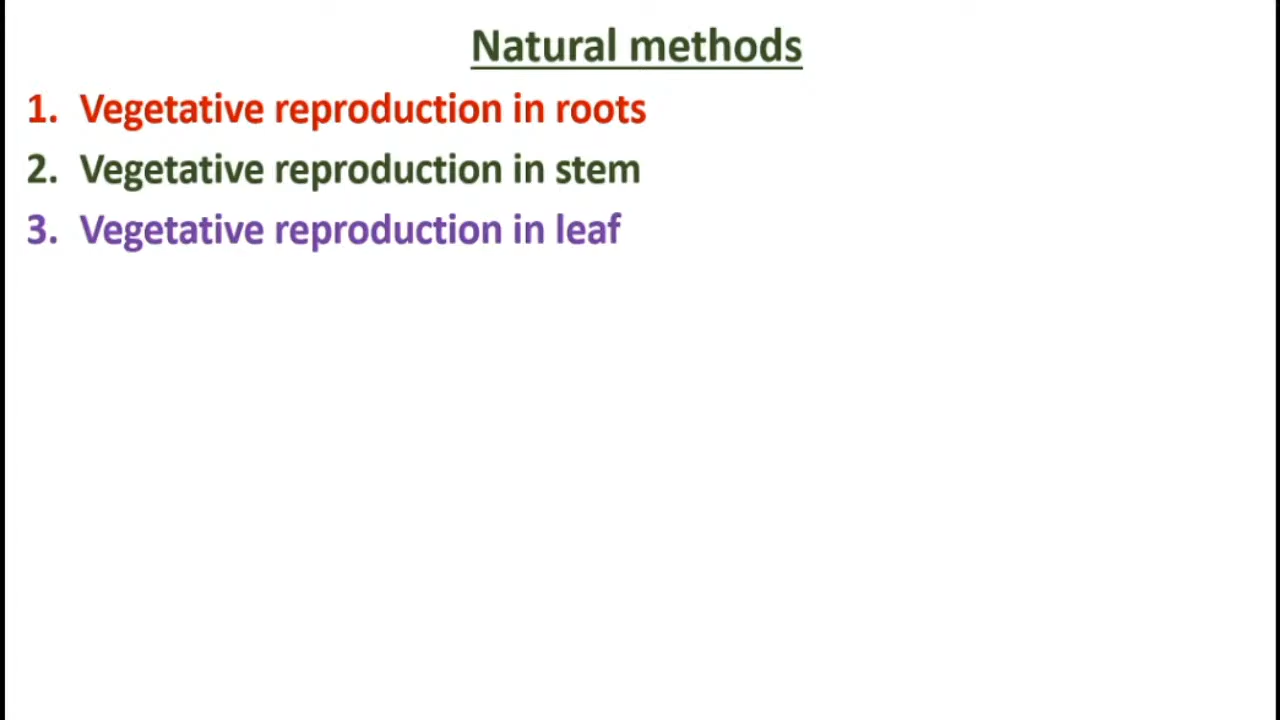 Natural methods
1. Vegetative reproduction in roots
2. Vegetative reproduction in stem
3. Vegetative reproduction in leaf